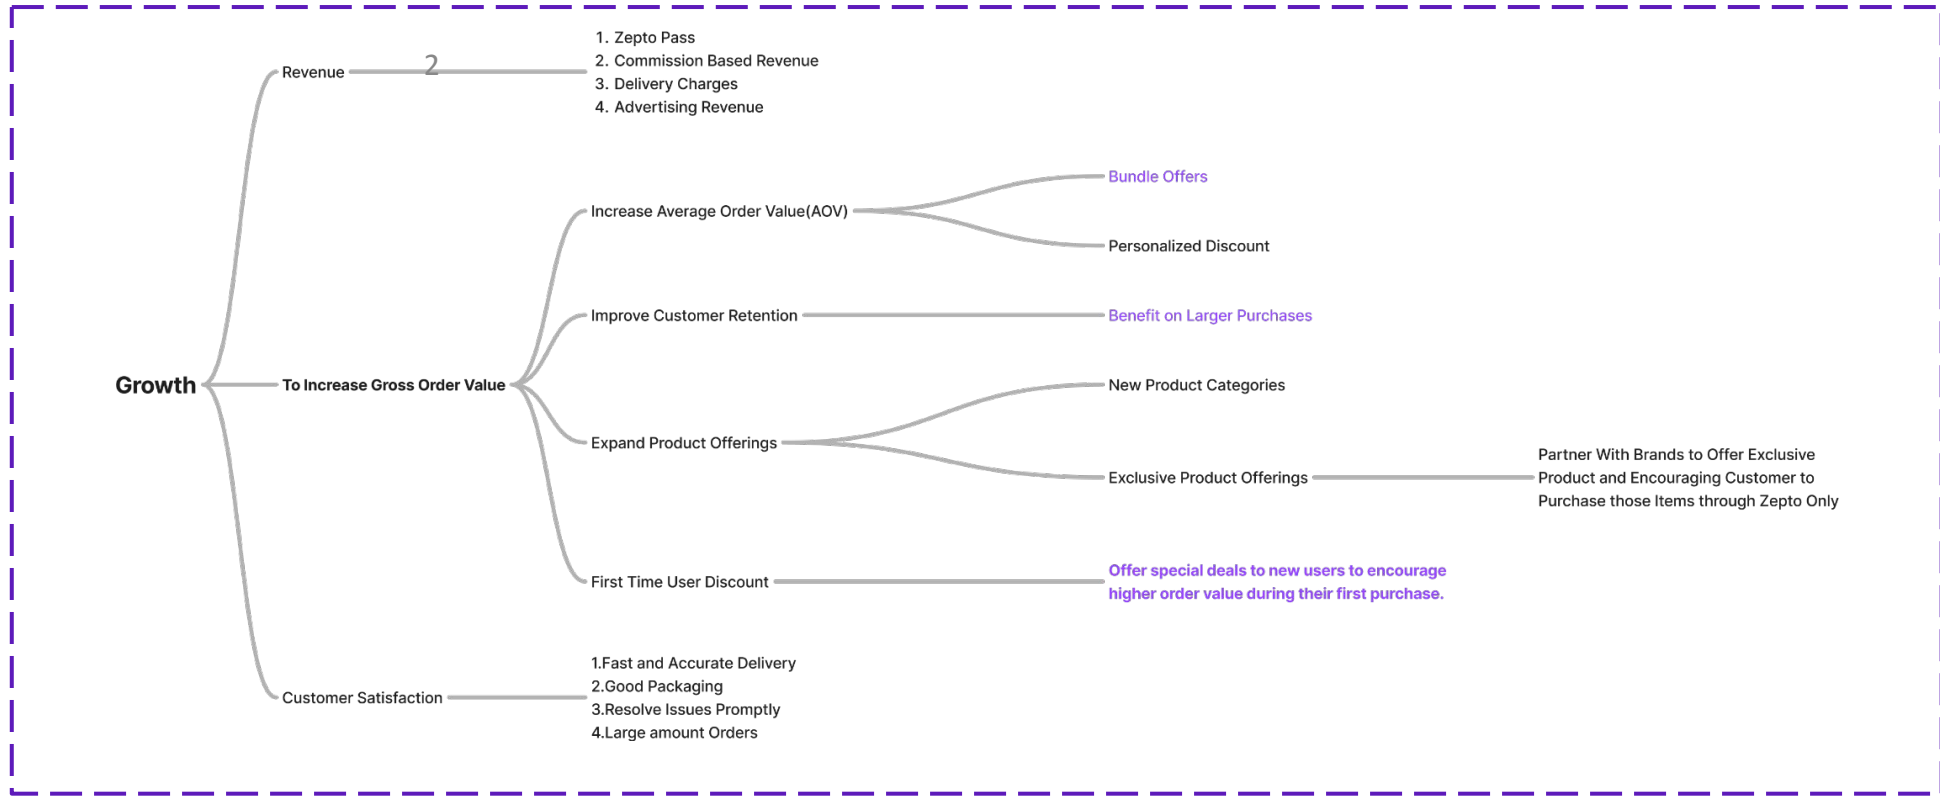 1. Zepto Pass
2. Commission Based Revenue
3. Delivery Charges
4. Advertising Revenue
Revenue
2
Bundle Offers
Increase Average Order Value(AOV)
Personalized Discount
Improve Customer Retention
Benefit on Larger Purchases
Growth
To Increase Gross Order Value
New Product Categories
Expand Product Offerings
Exclusive Product Offerings
Partner With Brands to Offer Exclusive
Product and Encouraging Customer to
Purchase those Items through Zepto Only
First Time User Discount
Offer special deals to new users to encourage
higher order value during their first purchase.
Customer Satisfaction
1.Fast and Accurate Delivery
2.Good Packaging
3.Resolve Issues Promptly
4.Large amount Orders